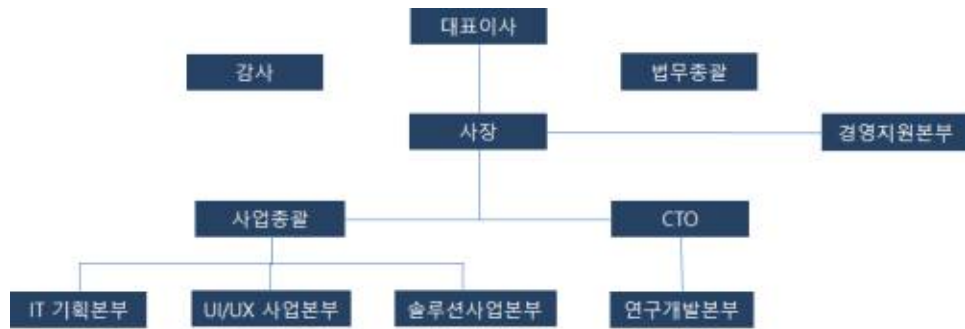 대표이사
감사
법무총괄
사장
경영지원본부
사업총괄
CTO
IT 기획본부
UI/UX 사업본부
솔루션사업본부
연구개발본부